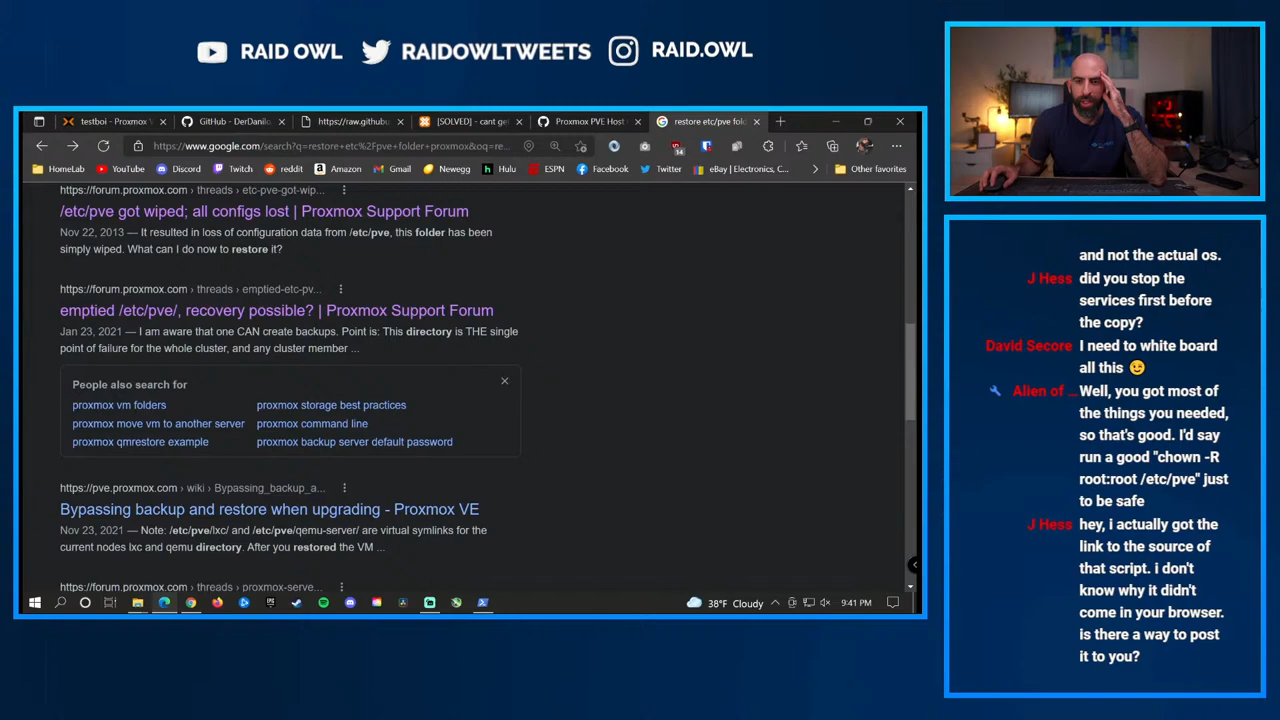 RAID OWL RAIDOWLTWEETS RAID.OWL
testboi - Proxmox V GitHub - DerDanilo https://raw.githubu [SOLVED] - cant get Proxmox PVE Host restore etc/pve fold
https://www.google.com/search?q=restore+etc%2Fpve+folder+proxmox&oq=re...
HomeLab YouTube Twitch reddit Amazon Gmail Newegg Hulu ESPN Facebook Twitter eBay | Electronics, C... Other favorites
https://forum.proxmox.com › threads › etc-pve-got-wip...
/etc/pve got wiped; all configs lost | Proxmox Support Forum
Nov 22, 2013 — It resulted in loss of configuration data from /etc/pve, this folder has been
simply wiped. What can I do now to restore it?
https://forum.proxmox.com › threads › emptied-etc-pv...
emptied /etc/pve/, recovery possible? | Proxmox Support Forum
Jan 23, 2021 — I am aware that one CAN create backups. Point is: This directory is THE single
point of failure for the whole cluster, and any cluster member ...
People also search for
proxmox vm folders proxmox storage best practices
proxmox move vm to another server proxmox command line
proxmox qmrestore example proxmox backup server default password
https://pve.proxmox.com › wiki › Bypassing_backup_a...
Bypassing backup and restore when upgrading - Proxmox VE
Nov 23, 2021 — Note: /etc/pve/lxc/ and /etc/pve/qemu-server/ are virtual symlinks for the
current nodes lxc and qemu directory. After you restored the VM ...
https://forum.proxmox.com › threads › proxmox-serve...
38°F Cloudy 9:41 PM
and not the actual os.
J Hess did you stop the
services first before
the copy?
David Secore I need to white board
all this 😉
Alien of ... Well, you got most of
the things you needed,
so that's good. I'd say
run a good "chown -R
root:root /etc/pve" just
to be safe
J Hess hey, i actually got the
link to the source of
that script. i don't
know why it didn't
come in your browser.
is there a way to post
it to you?